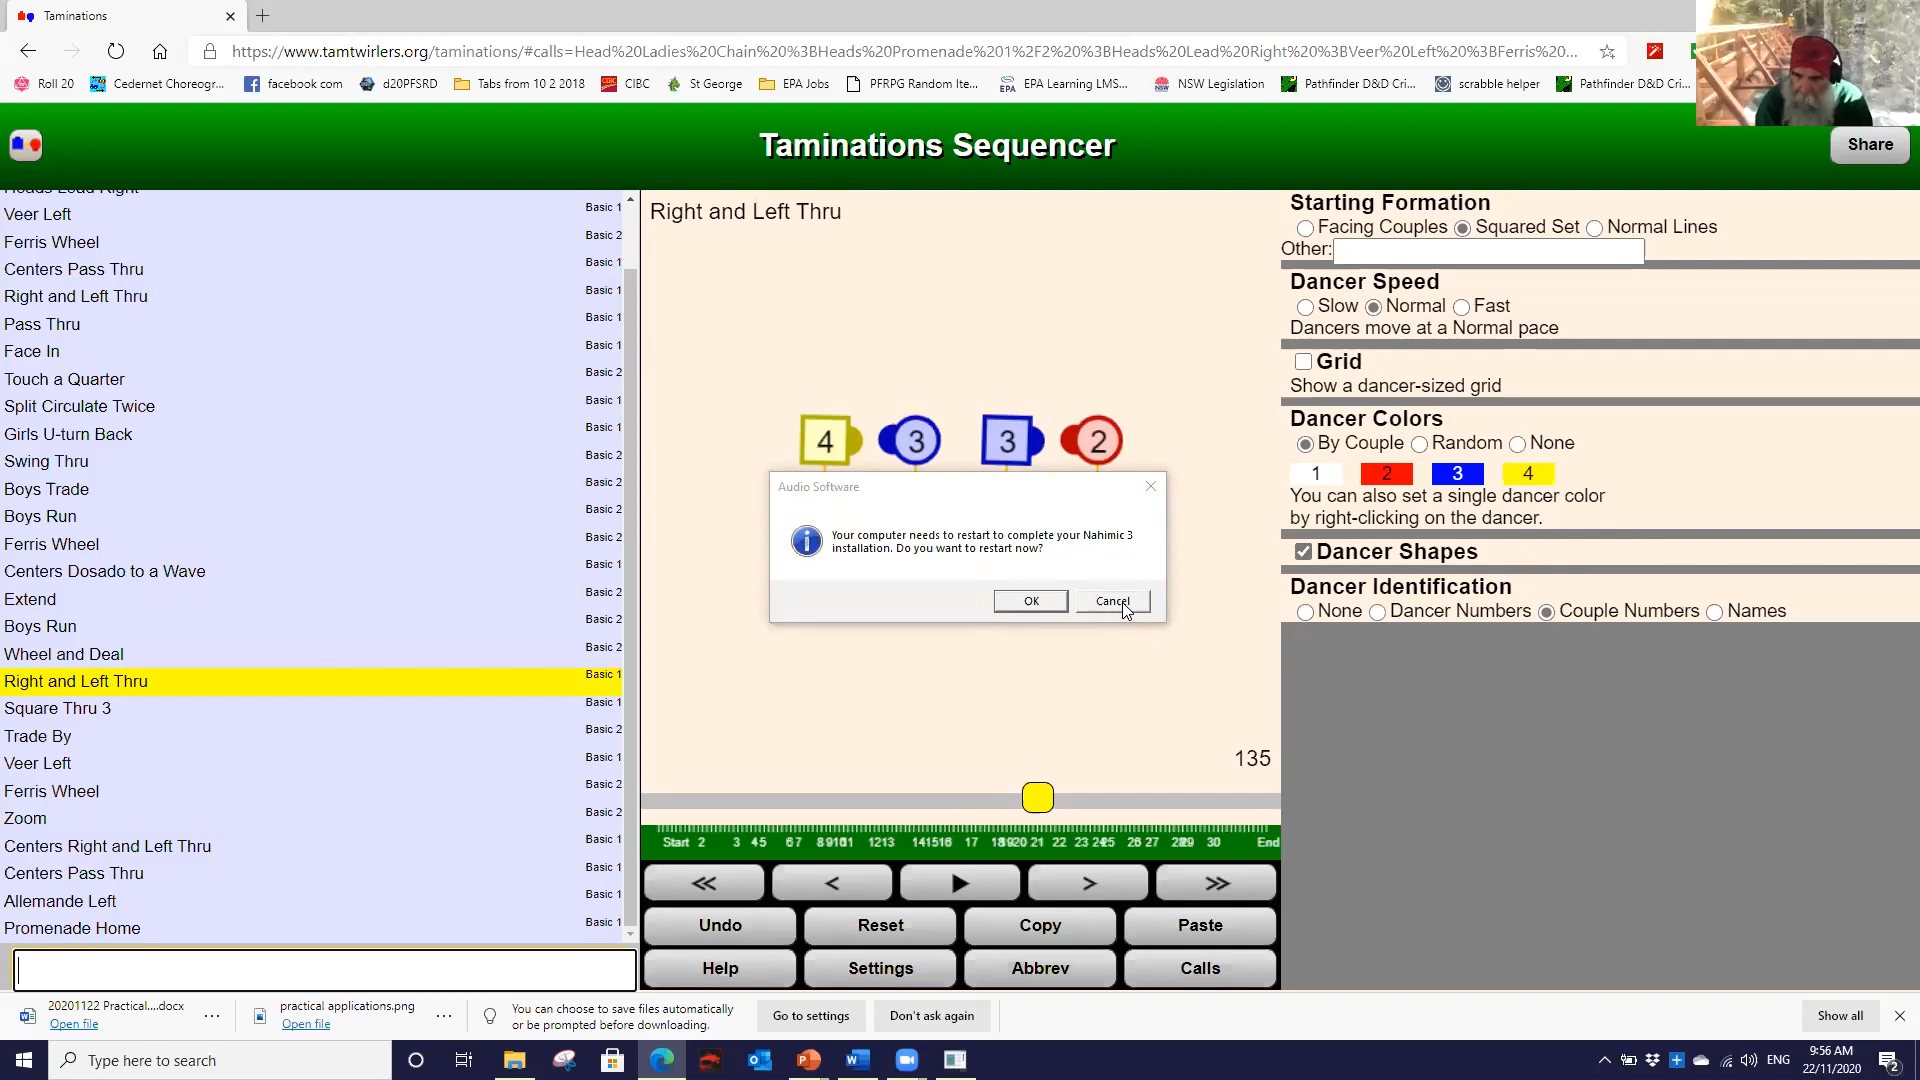 Taminations
https://www.tamtwirlers.org/taminations/#calls=Head%20Ladies%20Chain%20%3BHeads%20Promenade%201%2F2%20%3BHeads%20Lead%20Right%20%3BVeer%20Left%20%3BFerris%20...
Roll 20
Cedernet Choreogr...
facebook com
d20PFSRD
Tabs from 10 2 2018
CIBC
St George
EPA Jobs
PFRPG Random Ite...
EPA Learning LMS...
NSW Legislation
Pathfinder D&D Cri...
scrabble helper
Pathfinder D&D Cri...
Taminations Sequencer
Share
Heads Lead Right
Veer Left Basic 1
Ferris Wheel Basic 2
Centers Pass Thru Basic 1
Right and Left Thru Basic 1
Pass Thru Basic 1
Face In Basic 1
Touch a Quarter Basic 2
Split Circulate Twice Basic 2
Girls U-turn Back Basic 1
Swing Thru Basic 2
Boys Trade Basic 2
Boys Run Basic 2
Ferris Wheel Basic 2
Centers Dosado to a Wave Basic 1
Extend Basic 2
Boys Run Basic 2
Wheel and Deal Basic 2
Right and Left Thru Basic 1
Square Thru 3 Basic 1
Trade By Basic 1
Veer Left Basic 1
Ferris Wheel Basic 2
Zoom Basic 2
Centers Right and Left Thru Basic 1
Centers Pass Thru Basic 1
Allemande Left Basic 1
Promenade Home Basic 1
Right and Left Thru
4 3 3 2
Audio Software
Your computer needs to restart to complete your Nahimic 3
installation. Do you want to restart now?
OK Cancel
135
Start 2 3 4 5 6 7 8 9 10 11 12 13 14 15 16 17 18 19 20 21 22 23 24 25 26 27 28 29 30 End
<< < > >>
Undo Reset Copy Paste
Help Settings Abbrev Calls
Starting Formation
Facing Couples Squared Set Normal Lines
Other:
Dancer Speed
Slow Normal Fast
Dancers move at a Normal pace
Grid
Show a dancer-sized grid
Dancer Colors
By Couple Random None
1 2 3 4
You can also set a single dancer color
by right-clicking on the dancer.
Dancer Shapes
Dancer Identification
None Dancer Numbers Couple Numbers Names
20201122 Practical....docx
Open file
practical applications.png
Open file
You can choose to save files automatically
or be prompted before downloading.
Go to settings
Don't ask again
Show all
Type here to search
ENG
9:56 AM
22/11/2020
2